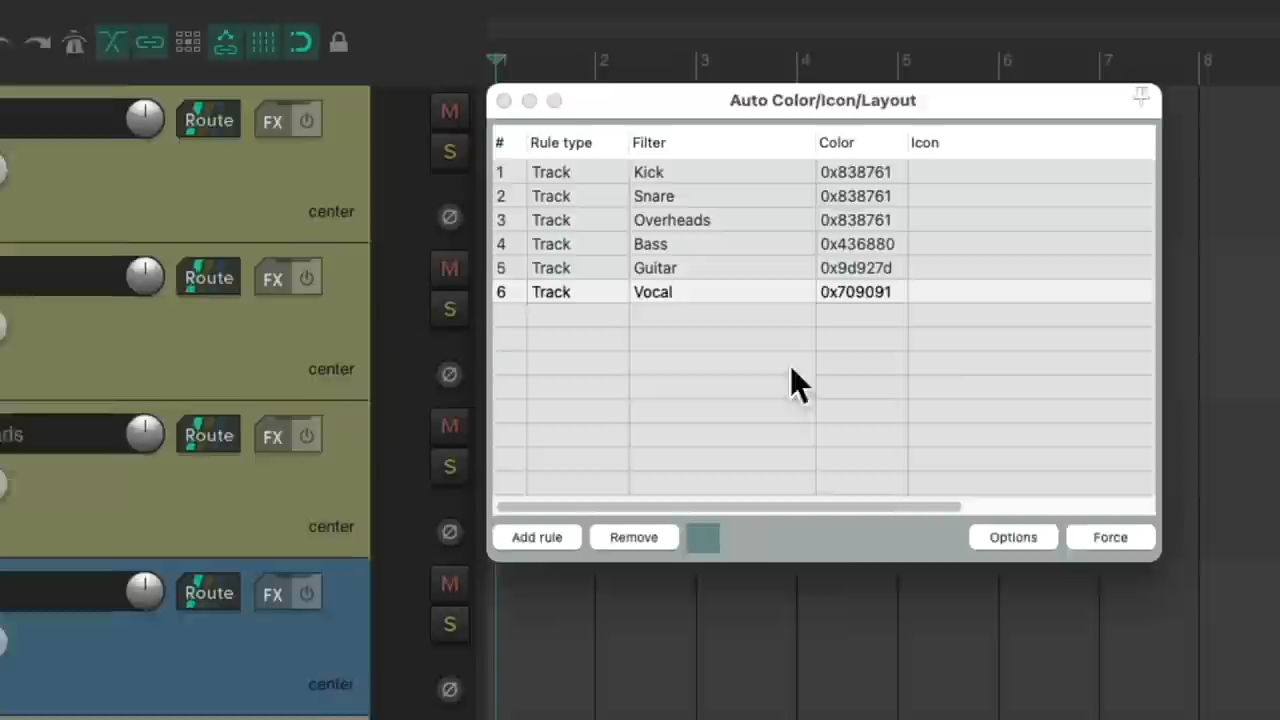 1 2 3 4 5 6 7 8
Auto Color/Icon/Layout
# Rule type Filter Color Icon
1 Track Kick 0x838761
2 Track Snare 0x838761
3 Track Overheads 0x838761
4 Track Bass 0x436880
5 Track Guitar 0x9d927d
6 Track Vocal 0x709091
Add rule Remove Options Force
Route FX M
S
center
Route FX M
S
center
ds Route FX M
S
center
Route FX M
S
center